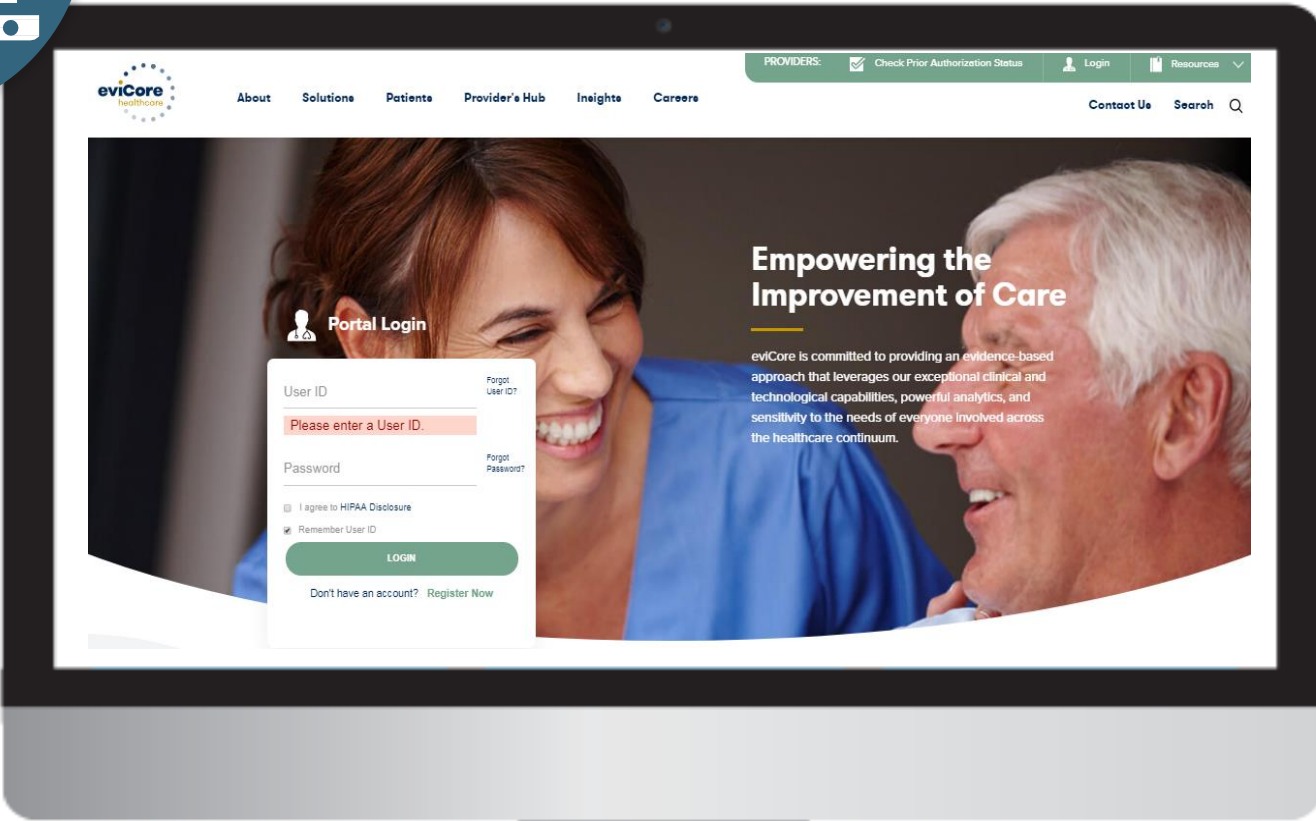 PROVIDERS: Check Prior Authorization Status Login Resources
eviCore
healthcare
About Solutions Patients Provider's Hub Insights Careers
Contact Us Search
Empowering the
Improvement of Care
eviCore is committed to providing an evidence-based
approach that leverages our exceptional clinical and
technological capabilities, powerful analytics, and
sensitivity to the needs of everyone involved across
the healthcare continuum.
Portal Login
User ID
Forgot
User ID?
Please enter a User ID.
Password
Forgot
Password?
I agree to HIPAA Disclosure
Remember User ID
LOGIN
Don't have an account? Register Now